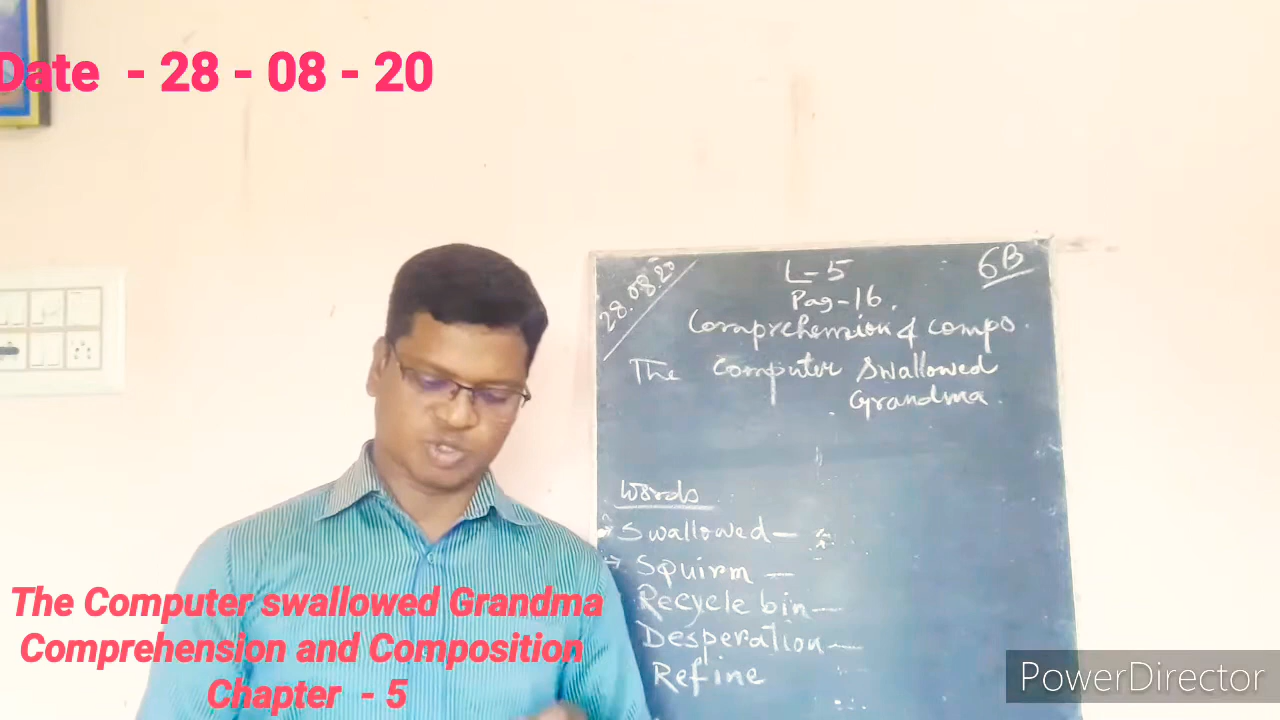 Date - 28 - 08 - 20
28.08.20
L-5
6B
Pag-16.
Comprehension & compo.
The Computer Swallowed
Grandma.
Words
Swallowed -
Squirm -
Recycle bin -
Desperation -
Refine
The Computer swallowed Grandma
Comprehension and Composition
Chapter - 5
PowerDirector